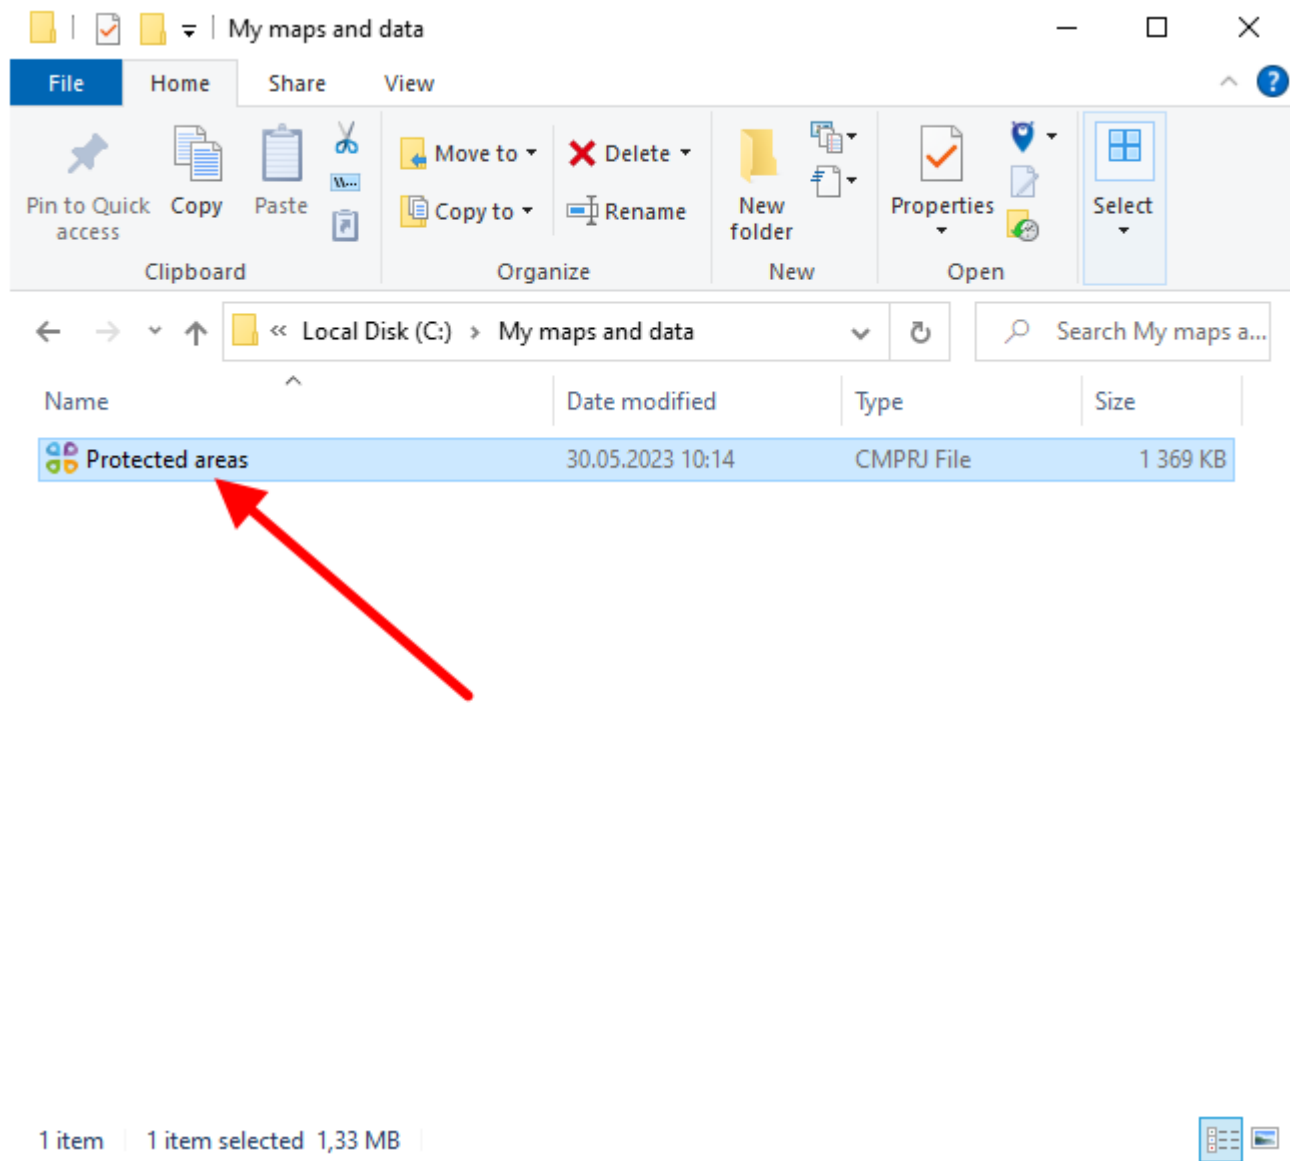 My maps and data
File Home Share View
Pin to Quick access
Copy
Paste
Clipboard
Move to
Copy to
Delete
Rename
Organize
New folder
New
Properties
Open
Select
« Local Disk (C:) > My maps and data
Search My maps a...
Name Date modified Type Size
Protected areas 30.05.2023 10:14 CMPRJ File 1 369 KB
1 item 1 item selected 1,33 MB